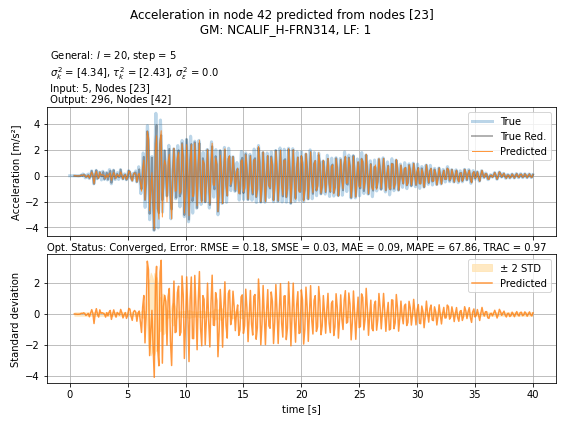 Acceleration in node 42 predicted from nodes [23]
GM: NCALIF_H-FRN314, LF: 1
General: l = 20, step = 5
σ²ₖ = [4.34], τ²ₖ = [2.43], σ²ε = 0.0
Input: 5, Nodes [23]
Output: 296, Nodes [42]
Acceleration [m/s²]
4
2
0
−2
−4
True
True Red.
Predicted
Opt. Status: Converged, Error: RMSE = 0.18, SMSE = 0.03, MAE = 0.09, MAPE = 67.86, TRAC = 0.97
Standard deviation
2
0
−2
−4
± 2 STD
Predicted
0 5 10 15 20 25 30 35 40
time [s]